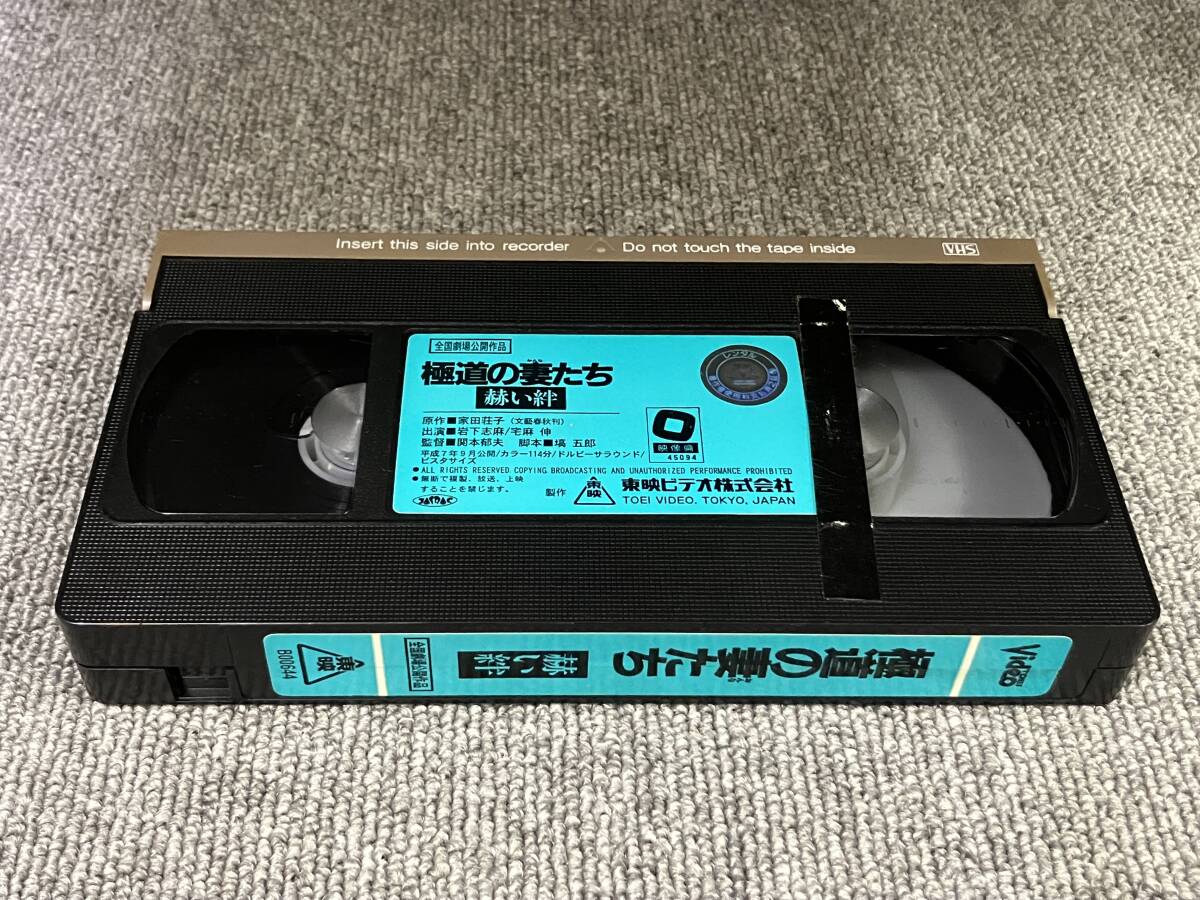 Insert this side into recorder Do not touch the tape inside VHS
全国劇場公開作品
極道の妻たち
赫い絆
レンタル
原作■家田荘子(文藝春秋刊)
出演■岩下志麻/宅麻 伸
監督■関本郁夫 脚本■塙 五郎
平成7年9月公開/カラー114分/ドルビーサラウンド/
ビスタサイズ
映像倫
45094
●ALL RIGHTS RESERVED. COPYING BROADCASTING AND UNAUTHORIZED PERFORMANCE PROHIBITED
●無断で複製、放送、上映
することを禁じます。
JASRAC
製作
東映
東映ビデオ株式会社
TOEI VIDEO. TOKYO, JAPAN
TOEI Video
極道の妻たち
赫い絆
全国劇場公開作品
東映
B00644